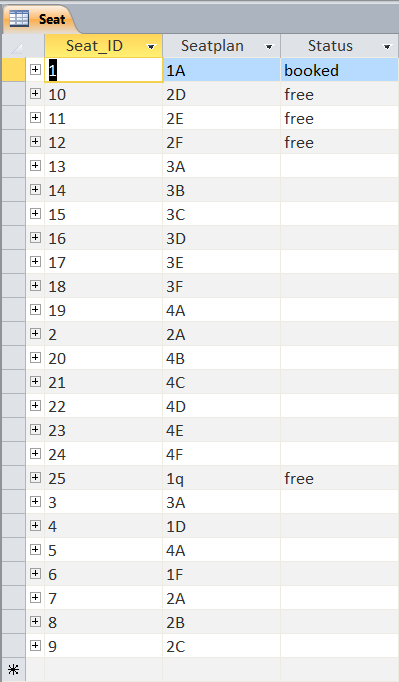 Seat
Seat_ID Seatplan Status
1 1A booked
10 2D free
11 2E free
12 2F free
13 3A
14 3B
15 3C
16 3D
17 3E
18 3F
19 4A
2 2A
20 4B
21 4C
22 4D
23 4E
24 4F
25 1q free
3 3A
4 1D
5 4A
6 1F
7 2A
8 2B
9 2C